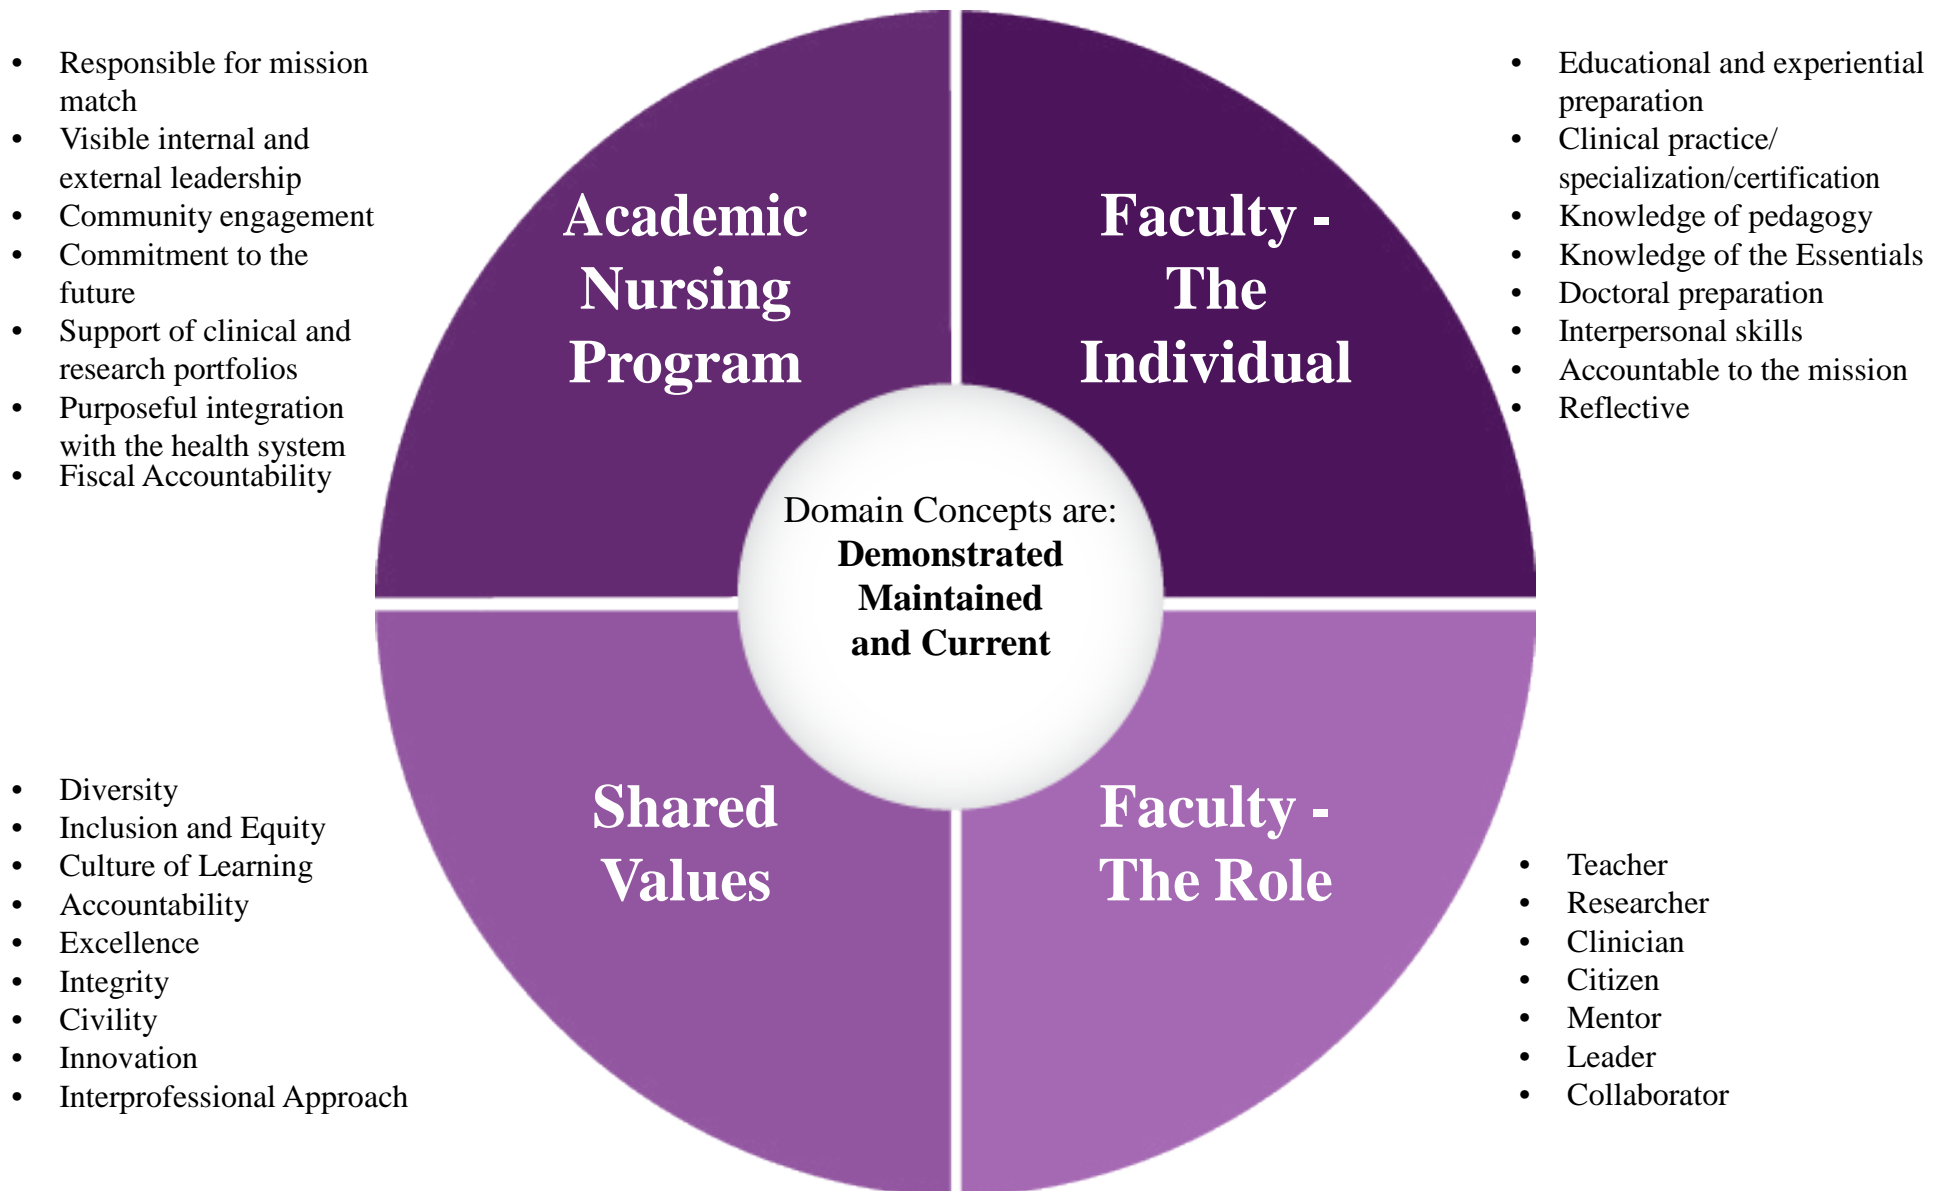 • Responsible for mission
match
• Visible internal and
external leadership
• Community engagement
• Commitment to the
future
• Support of clinical and
research portfolios
• Purposeful integration
with the health system
• Fiscal Accountability
Academic
Nursing
Program
Faculty -
The
Individual
• Educational and experiential
preparation
• Clinical practice/
specialization/certification
• Knowledge of pedagogy
• Knowledge of the Essentials
• Doctoral preparation
• Interpersonal skills
• Accountable to the mission
• Reflective
Domain Concepts are:
Demonstrated
Maintained
and Current
• Diversity
• Inclusion and Equity
• Culture of Learning
• Accountability
• Excellence
• Integrity
• Civility
• Innovation
• Interprofessional Approach
Shared
Values
Faculty -
The Role
• Teacher
• Researcher
• Clinician
• Citizen
• Mentor
• Leader
• Collaborator